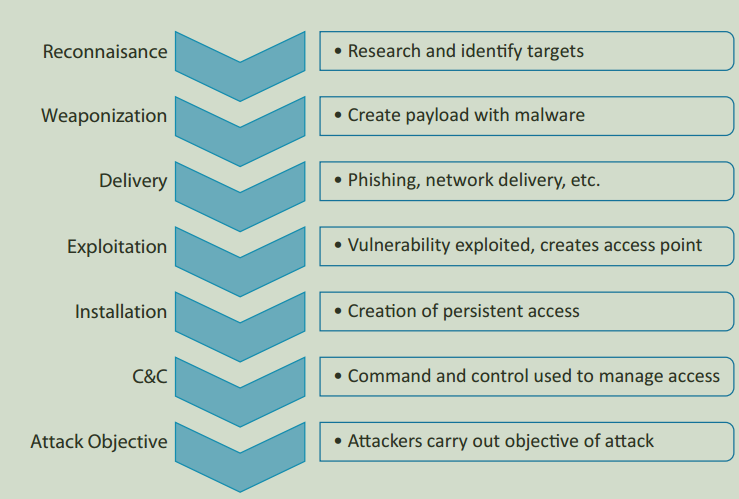 Reconnaisance • Research and identify targets
Weaponization • Create payload with malware
Delivery • Phishing, network delivery, etc.
Exploitation • Vulnerability exploited, creates access point
Installation • Creation of persistent access
C&C • Command and control used to manage access
Attack Objective • Attackers carry out objective of attack